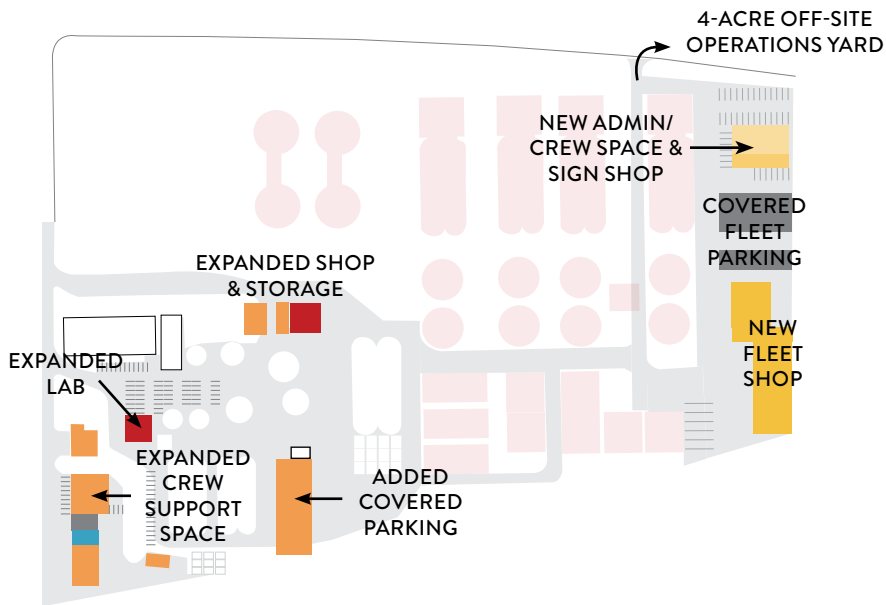 4-ACRE OFF-SITE
OPERATIONS YARD
NEW ADMIN/
CREW SPACE &
SIGN SHOP
COVERED
FLEET
PARKING
EXPANDED SHOP
& STORAGE
NEW
FLEET
SHOP
EXPANDED
LAB
EXPANDED
CREW
SUPPORT
SPACE
ADDED
COVERED
PARKING